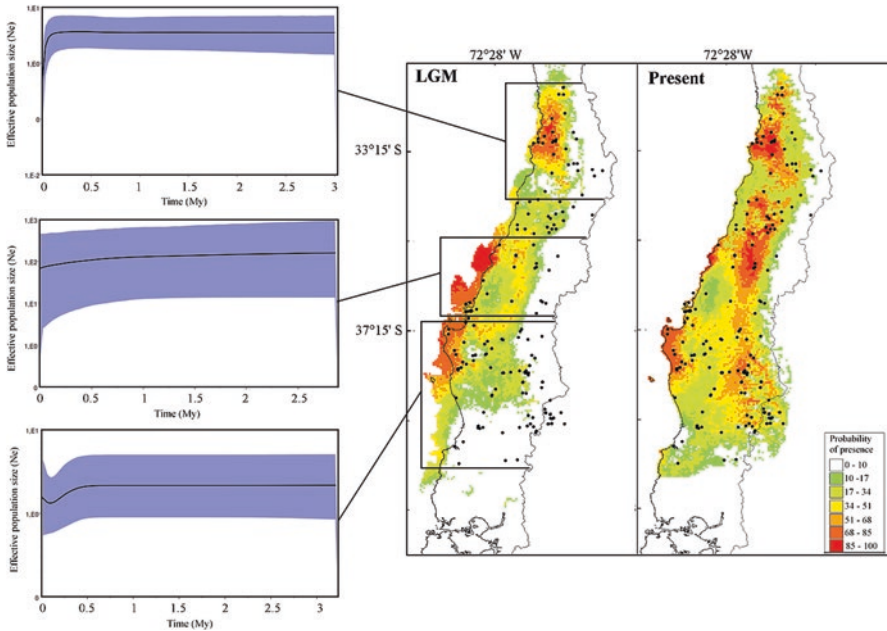 Effective population size (Ne)
1,E1
1,E0
0
1,E-2
0 0.5 1 1.5 2 2.5 3
Time (My)
Effective population size (Ne)
1,E3
1,E2
1,E1
1,E0
0
0 0.5 1 1.5 2 2.5
Time (My)
Effective population size (Ne)
1,E1
1,E0
0
0 0.5 1 1.5 2 2.5 3
Time (My)
72°28' W
72°28' W
LGM
Present
33°15' S
37°15' S
Probability
of presence
0 - 10
10 -17
17 - 34
34 - 51
51 - 68
68 - 85
85 - 100